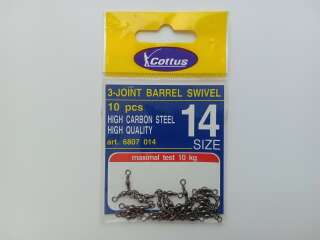 Cottus
3-JOINT BARREL SWIVEL
10 pcs
HIGH CARBON STEEL
HIGH QUALITY
art. 6807 014
14
SIZE
maximal test 10 kg